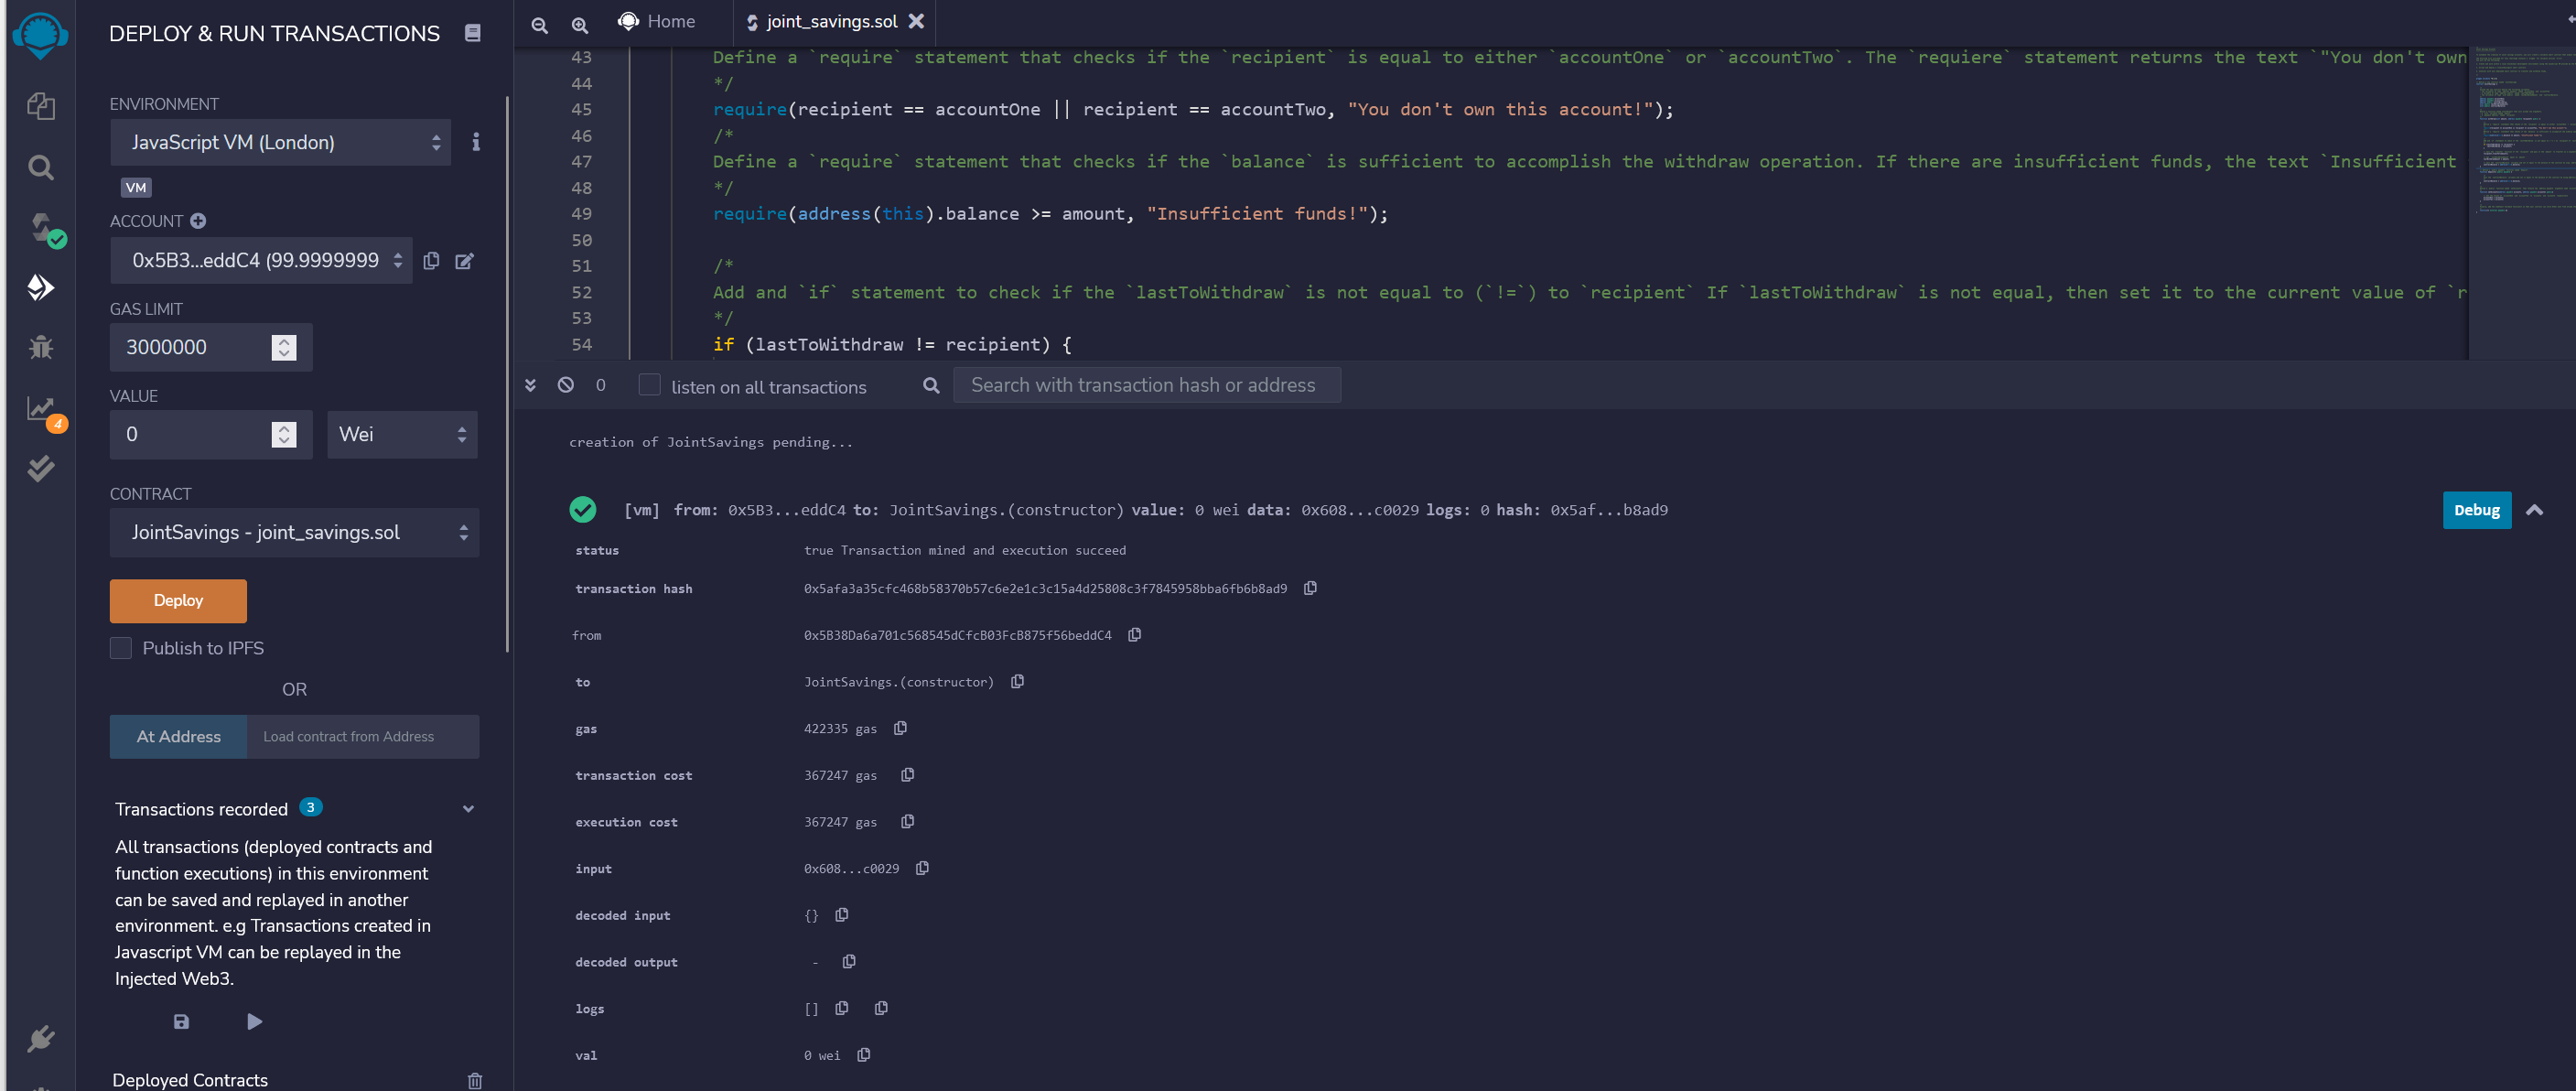 DEPLOY & RUN TRANSACTIONS
ENVIRONMENT
JavaScript VM (London)
VM
ACCOUNT
0x5B3...eddC4 (99.9999999
GAS LIMIT
3000000
VALUE
0
Wei
CONTRACT
JointSavings - joint_savings.sol
Deploy
Publish to IPFS
OR
At Address
Load contract from Address
Transactions recorded 3
All transactions (deployed contracts and
function executions) in this environment
can be saved and replayed in another
environment. e.g Transactions created in
Javascript VM can be replayed in the
Injected Web3.
Deployed Contracts
4
Home
joint_savings.sol
43 Define a `require` statement that checks if the `recipient` is equal to either `accountOne` or `accountTwo`. The `requiere` statement returns the text `"You don't own
44 */
45 require(recipient == accountOne || recipient == accountTwo, "You don't own this account!");
46 /*
47 Define a `require` statement that checks if the `balance` is sufficient to accomplish the withdraw operation. If there are insufficient funds, the text `Insufficient
48 */
49 require(address(this).balance >= amount, "Insufficient funds!");
50
51 /*
52 Add and `if` statement to check if the `lastToWithdraw` is not equal to (`!=`) to `recipient` If `lastToWithdraw` is not equal, then set it to the current value of `r
53 */
54 if (lastToWithdraw != recipient) {
0
listen on all transactions
Search with transaction hash or address
creation of JointSavings pending...
[vm] from: 0x5B3...eddC4 to: JointSavings.(constructor) value: 0 wei data: 0x608...c0029 logs: 0 hash: 0x5af...b8ad9
Debug
status true Transaction mined and execution succeed
transaction hash 0x5afa3a35cfc468b58370b57c6e2e1c3c15a4d25808c3f7845958bba6fb6b8ad9
from 0x5B38Da6a701c568545dCfcB03FcB875f56beddC4
to JointSavings.(constructor)
gas 422335 gas
transaction cost 367247 gas
execution cost 367247 gas
input 0x608...c0029
decoded input {}
decoded output -
logs []
val 0 wei